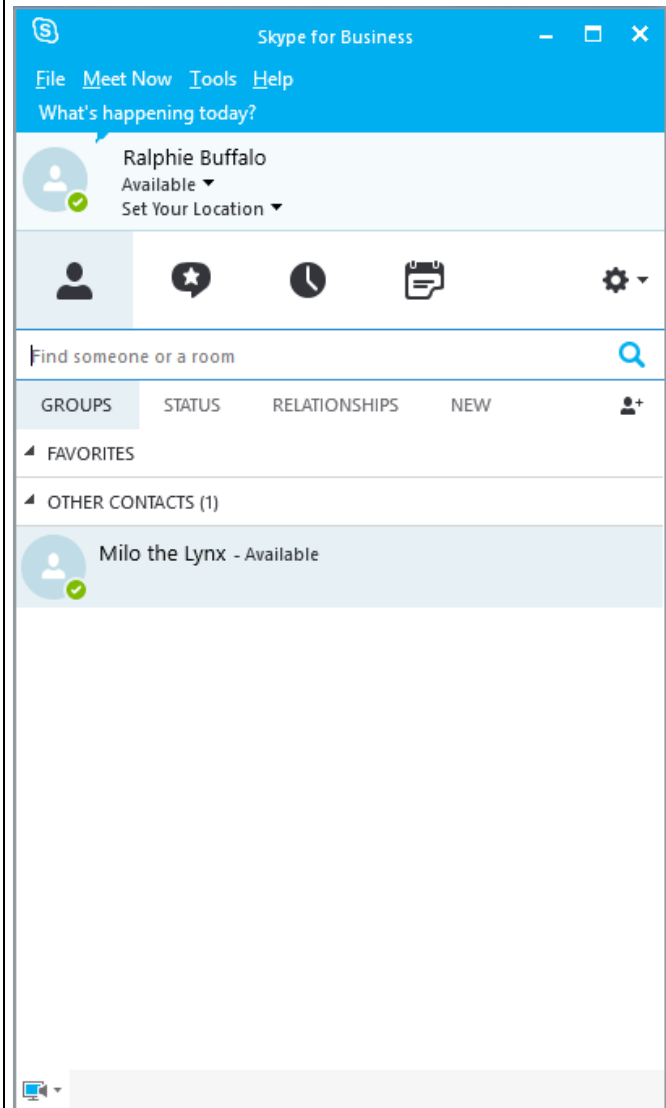 Skype for Business
File Meet Now Tools Help
What's happening today?
Ralphie Buffalo
Available
Set Your Location
Find someone or a room
GROUPS STATUS RELATIONSHIPS NEW
FAVORITES
OTHER CONTACTS (1)
Milo the Lynx - Available